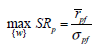 max SR_p = r̄_pf / σ_pf
{w}